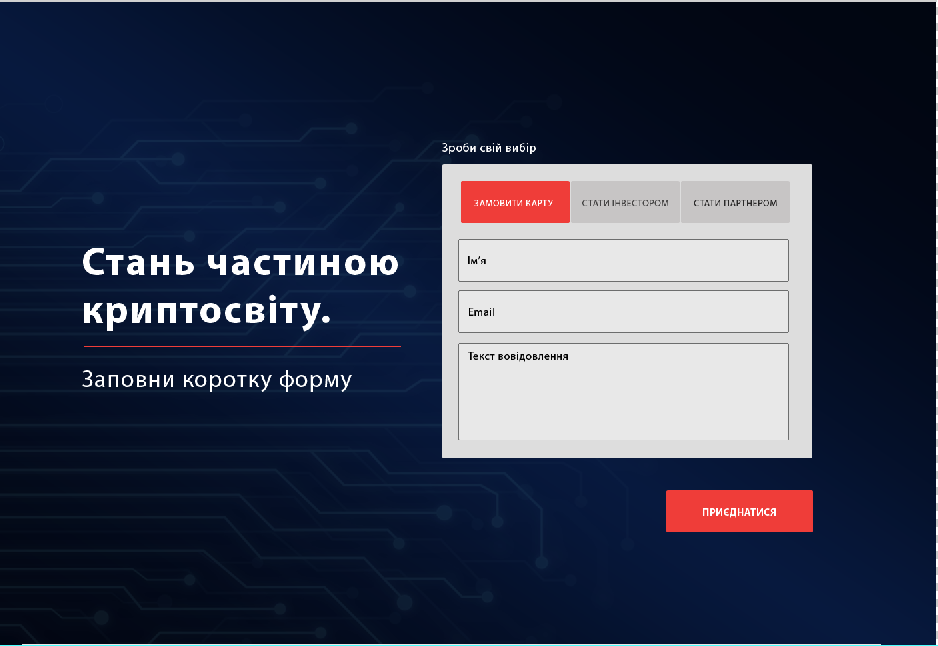 Зроби свій вибір
ЗАМОВИТИ КАРТУ
СТАТИ ІНВЕСТОРОМ
СТАТИ ПАРТНЕРОМ
Ім'я
Email
Текст вовідовлення
Стань частиною
криптосвіту.
Заповни коротку форму
ПРИЄДНАТИСЯ